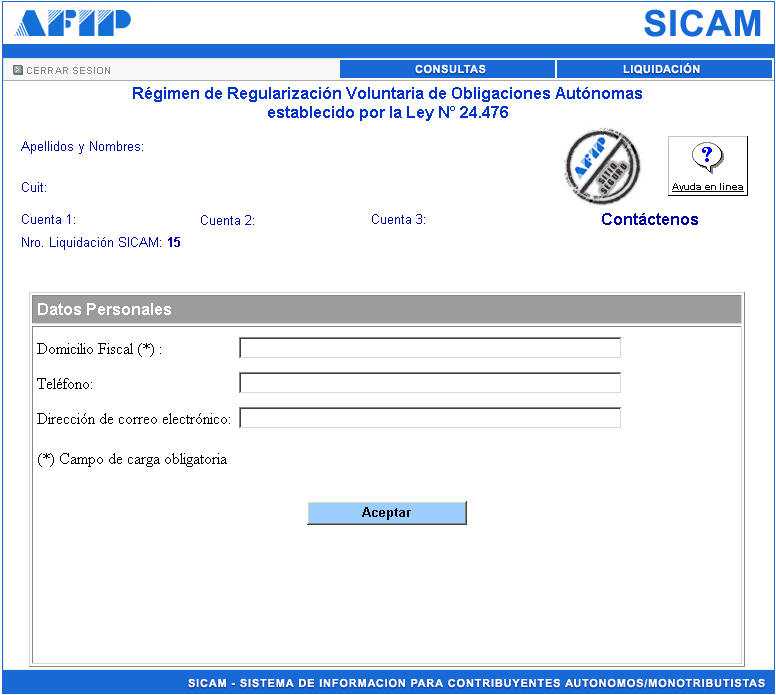 AFIP
SICAM
CERRAR SESION
CONSULTAS
LIQUIDACIÓN
Régimen de Regularización Voluntaria de Obligaciones Autónomas
establecido por la Ley N° 24.476
Apellidos y Nombres:
AFIP
SITIO
SEGURO
?
Ayuda en linea
Cuit:
Cuenta 1:
Cuenta 2:
Cuenta 3:
Contáctenos
Nro. Liquidación SICAM: 15
Datos Personales
Domicilio Fiscal (*) :
Teléfono:
Dirección de correo electrónico:
(*) Campo de carga obligatoria
Aceptar
SICAM - SISTEMA DE INFORMACION PARA CONTRIBUYENTES AUTONOMOS/MONOTRIBUTISTAS